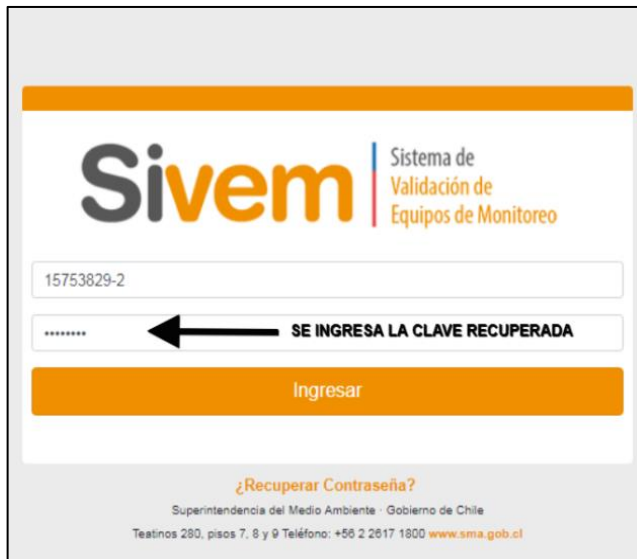 Sivem
Sistema de
Validación de
Equipos de Monitoreo
15753829-2
········
SE INGRESA LA CLAVE RECUPERADA
Ingresar
¿Recuperar Contraseña?
Superintendencia del Medio Ambiente · Gobierno de Chile
Teatinos 280, pisos 7, 8 y 9 Teléfono: +56 2 2617 1800 www.sma.gob.cl